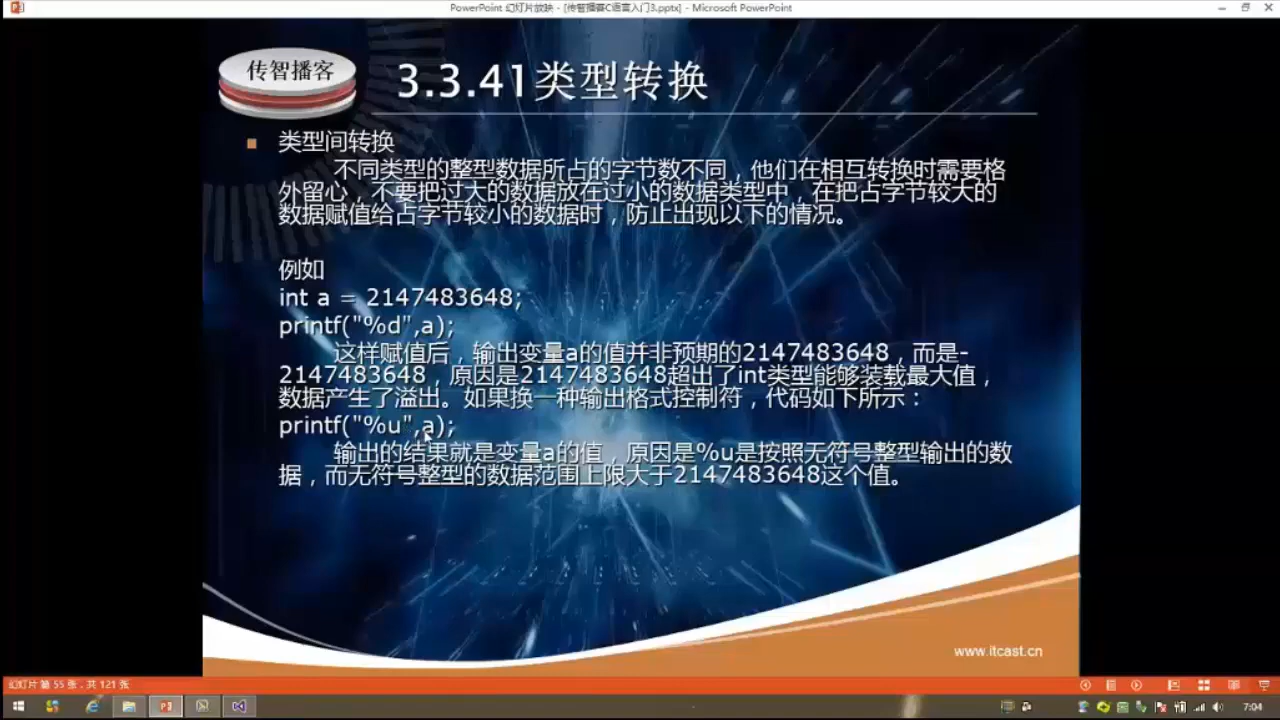 PowerPoint 幻灯片放映 - [传智播客C语言入门3.pptx] - Microsoft PowerPoint
传智播客
3.3.41类型转换
类型间转换
不同类型的整型数据所占的字节数不同，他们在相互转换时需要格
外留心，不要把过大的数据放在过小的数据类型中，在把占字节较大的
数据赋值给占字节较小的数据时，防止出现以下的情况。
例如
int a = 2147483648;
printf("%d",a);
这样赋值后，输出变量a的值并非预期的2147483648，而是-
2147483648，原因是2147483648超出了int类型能够装载最大值，
数据产生了溢出。如果换一种输出格式控制符，代码如下所示：
printf("%u",a);
输出的结果就是变量a的值，原因是%u是按照无符号整型输出的数
据，而无符号整型的数据范围上限大于2147483648这个值。
www.itcast.cn
幻灯片 第 55 张，共 121 张
7:04